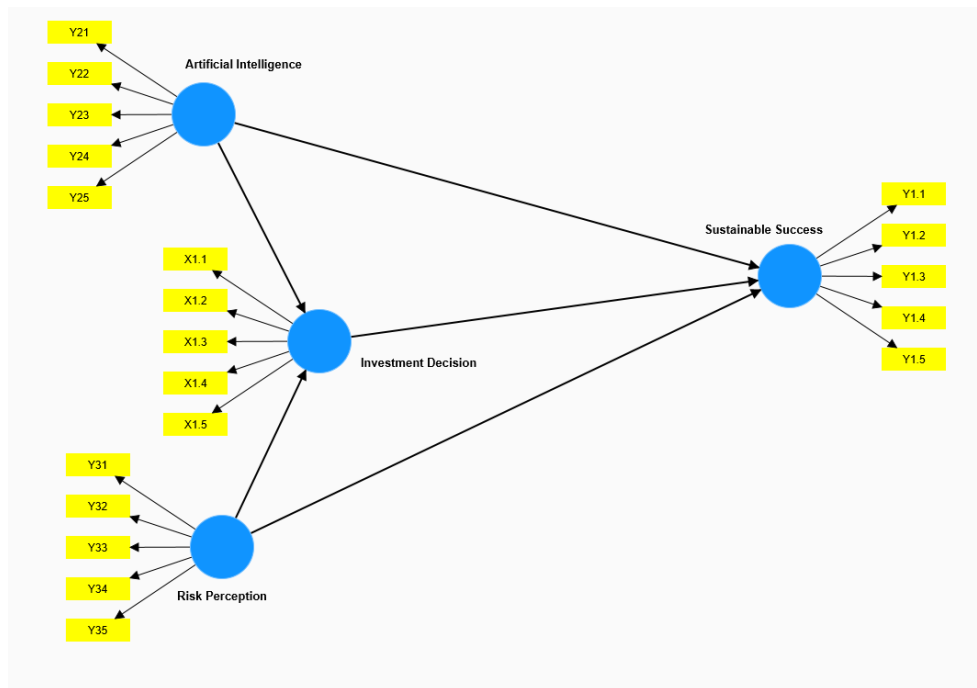 Y21
Artificial Intelligence
Y22
Y23
Y24
Y25
Y1.1
Sustainable Success
Y1.2
X1.1
Y1.3
X1.2
Y1.4
X1.3
Y1.5
Investment Decision
X1.4
X1.5
Y31
Y32
Y33
Y34
Risk Perception
Y35